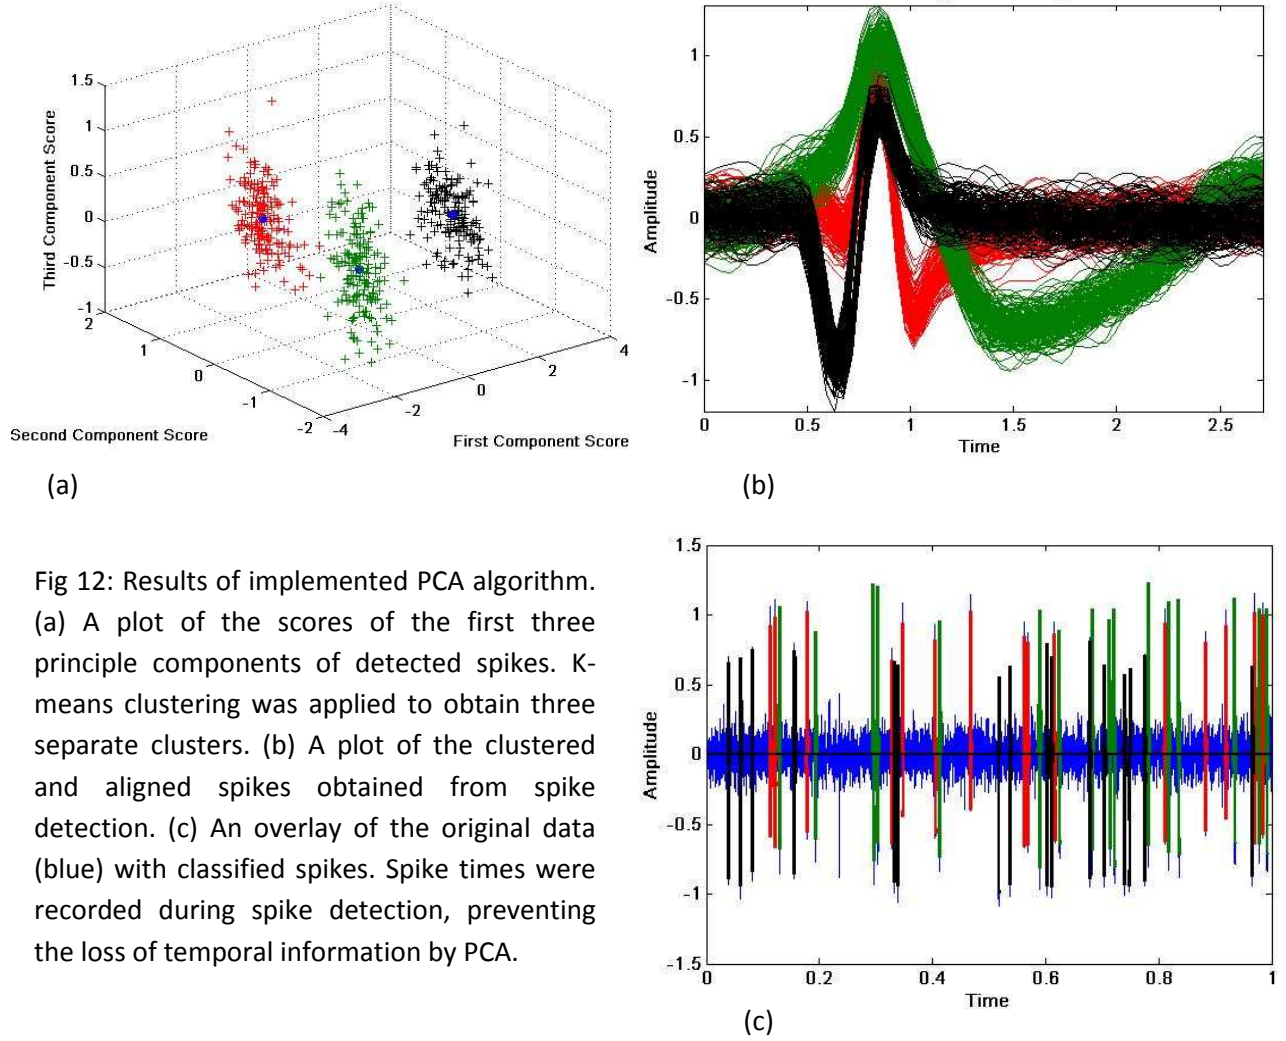 1.5
1
0.5
0
-0.5
-1
Third Component Score
2
1
0
-1
-2
Second Component Score
-4
-2
0
2
4
First Component Score
(a)
1
0.5
0
-0.5
-1
Amplitude
0
0.5
1
1.5
2
2.5
Time
(b)
Fig 12: Results of implemented PCA algorithm.
(a) A plot of the scores of the first three
principle components of detected spikes. K-
means clustering was applied to obtain three
separate clusters. (b) A plot of the clustered
and aligned spikes obtained from spike
detection. (c) An overlay of the original data
(blue) with classified spikes. Spike times were
recorded during spike detection, preventing
the loss of temporal information by PCA.
1.5
1
0.5
0
-0.5
-1
-1.5
Amplitude
0
0.2
0.4
0.6
0.8
1
Time
(c)